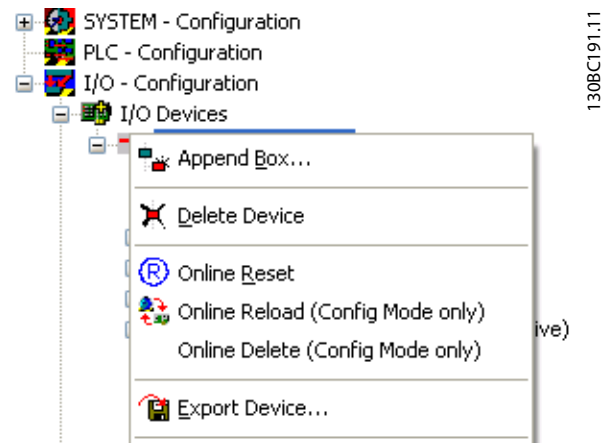 SYSTEM - Configuration
PLC - Configuration
I/O - Configuration
I/O Devices
Append Box...
Delete Device
Online Reset
Online Reload (Config Mode only)
ive)
Online Delete (Config Mode only)
Export Device...
130BC191.11